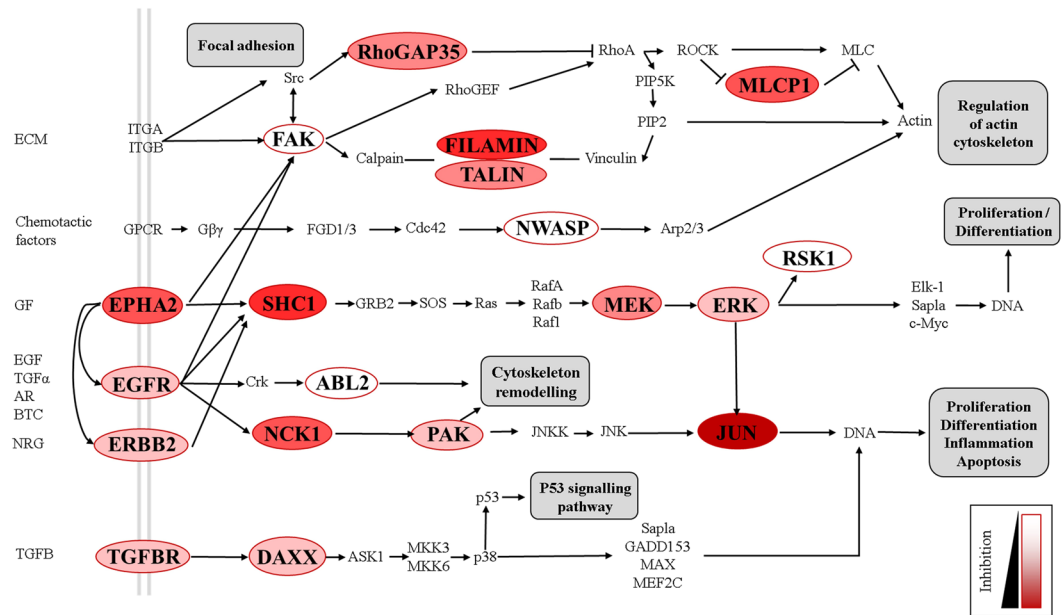 Focal adhesion
RhoGAP35
RhoA
ROCK
MLC
Src
MLCP1
PIP5K
RhoGEF
Regulation
of actin
cytoskeleton
ECM
ITGA
ITGB
FAK
PIP2
Actin
Calpain
FILAMIN
TALIN
Vinculin
Chemotactic
factors
GPCR
Gβγ
FGD1/3
Cdc42
NWASP
Arp2/3
Proliferation /
Differentiation
RSK1
GF
EPHA2
SHC1
GRB2
SOS
Ras
RafA
Rafb
Raf1
MEK
ERK
Elk-1
Sapla
c-Myc
DNA
EGF
TGFα
AR
BTC
EGFR
Crk
ABL2
Cytoskeleton
remodelling
NRG
ERBB2
NCK1
PAK
JNKK
JNK
JUN
DNA
Proliferation
Differentiation
Inflammation
Apoptosis
p53
P53 signalling
pathway
TGFB
TGFBR
DAXX
ASK1
MKK3
MKK6
p38
Sapla
GADD153
MAX
MEF2C
Inhibition